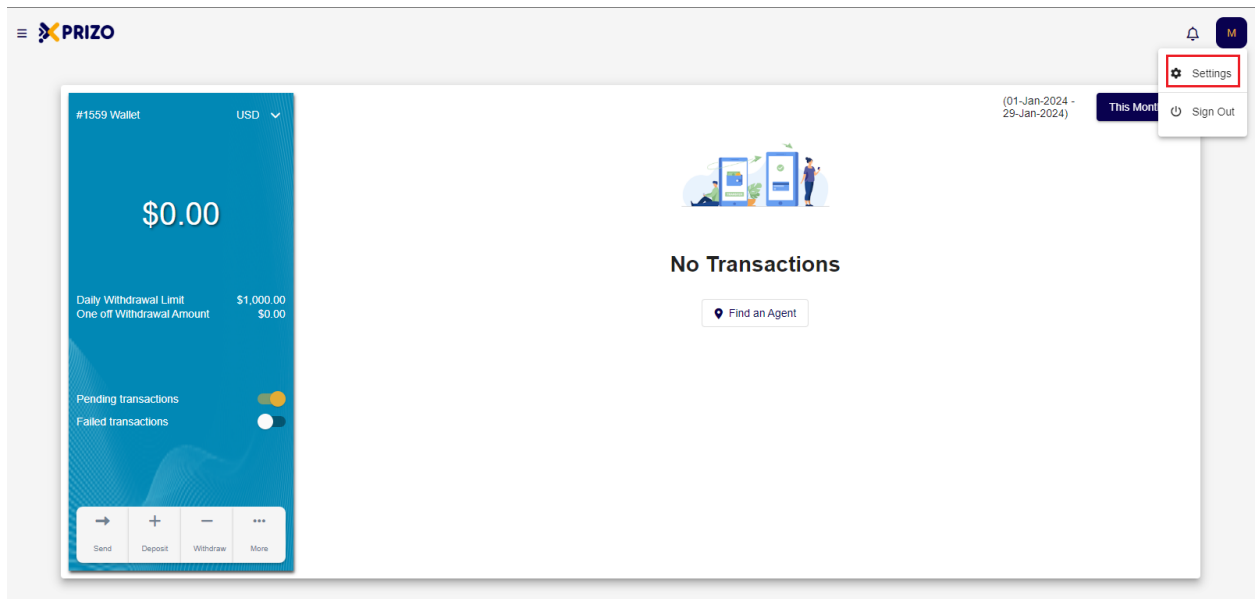 XPRIZO
M
Settings
Sign Out
#1559 Wallet
USD
(01-Jan-2024 -
29-Jan-2024)
This Mont
$0.00
No Transactions
Find an Agent
Daily Withdrawal Limit $1,000.00
One off Withdrawal Amount $0.00
Pending transactions
Failed transactions
Send Deposit Withdraw More